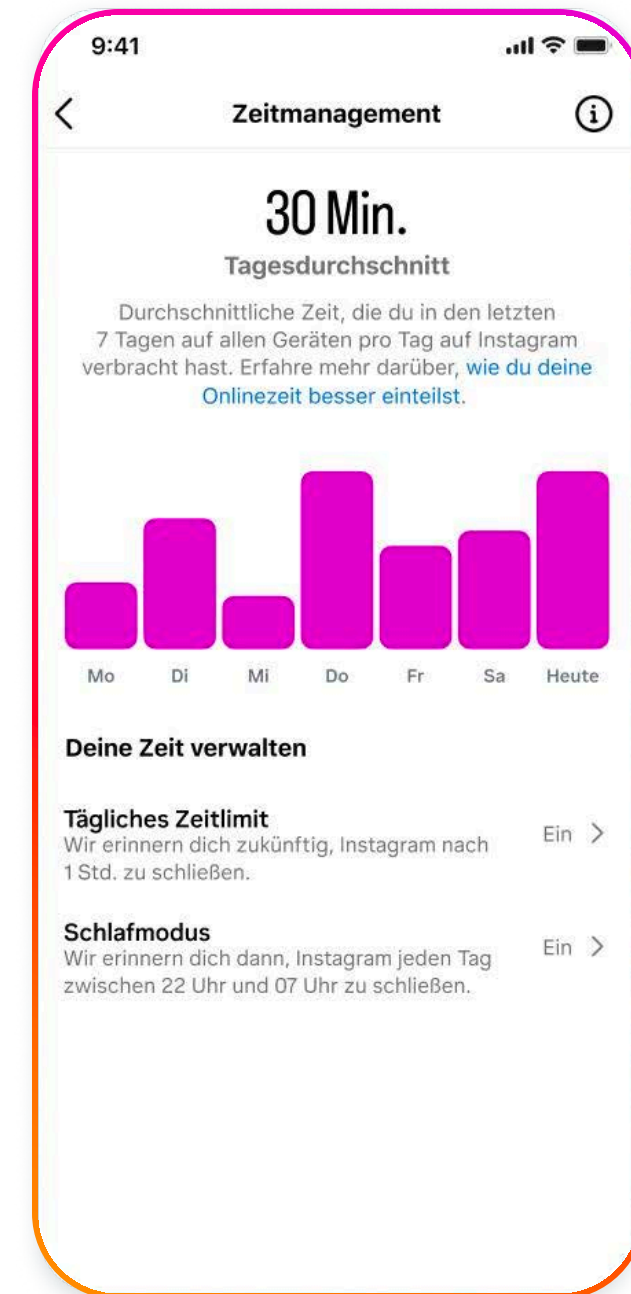 9:41
Zeitmanagement
30 Min.
Tagesdurchschnitt
Durchschnittliche Zeit, die du in den letzten
7 Tagen auf allen Geräten pro Tag auf Instagram
verbracht hast. Erfahre mehr darüber, wie du deine
Onlinezeit besser einteilst.
Mo Di Mi Do Fr Sa Heute
Deine Zeit verwalten
Tägliches Zeitlimit
Wir erinnern dich zukünftig, Instagram nach
1 Std. zu schließen.
Ein
Schlafmodus
Wir erinnern dich dann, Instagram jeden Tag
zwischen 22 Uhr und 07 Uhr zu schließen.
Ein